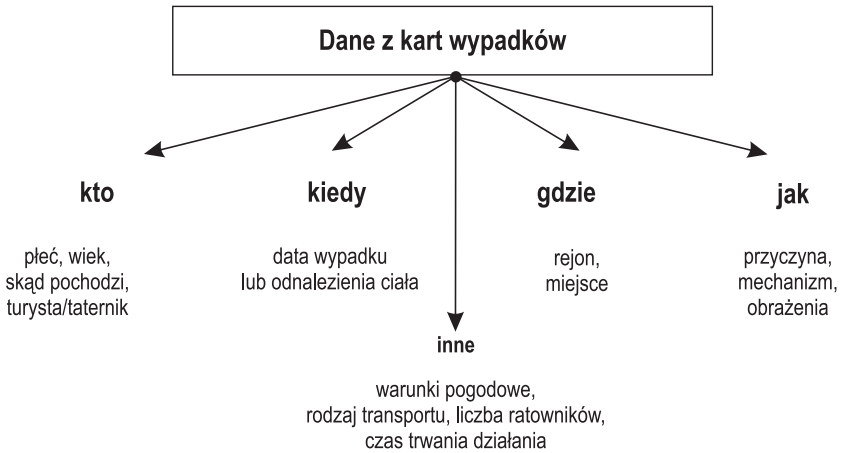 Dane z kart wypadków
kto
płeć, wiek,
skąd pochodzi,
turysta/taternik
kiedy
data wypadku
lub odnalezienia ciała
gdzie
rejon,
miejsce
jak
przyczyna,
mechanizm,
obrażenia
inne
warunki pogodowe,
rodzaj transportu, liczba ratowników,
czas trwania działania